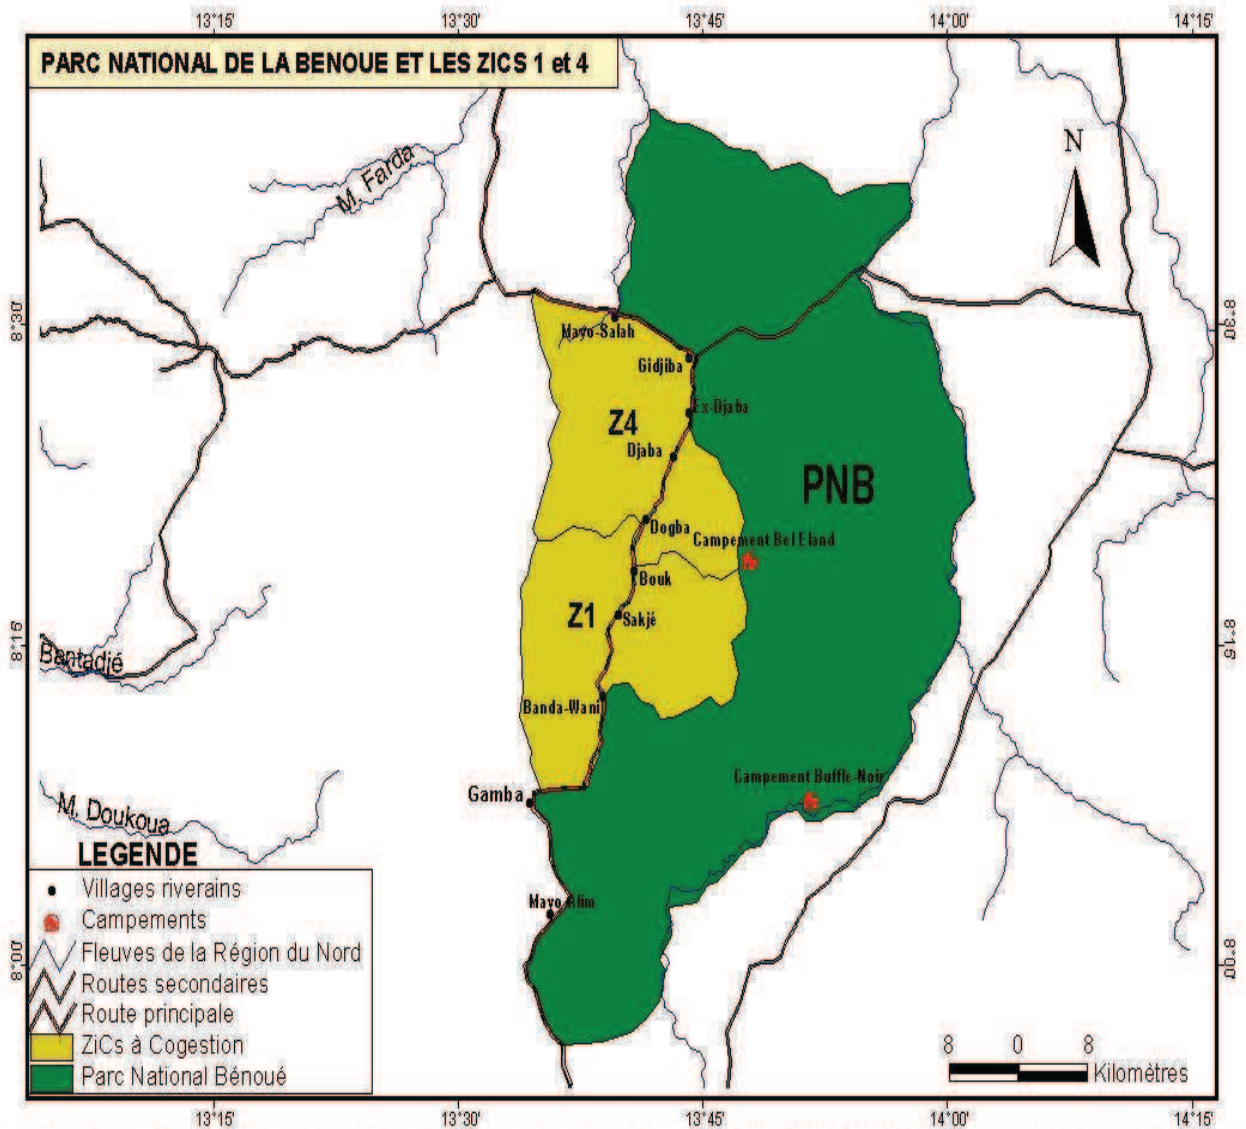 13°15' 13°30' 13°45' 14°00' 14°15'
PARC NATIONAL DE LA BENOUE ET LES ZICS 1 et 4
N
M. Farda
8°30' 8°30'
Mayo-Salah
Gidjiba
Ex-Djaba
Z4
Djaba
PNB
Dogba
Campement Bel Eland
Bouk
Z1
Sakjé
8°15' 8°15'
Bantadjé
Banda-Wani
Campement Buffle-Noir
Gamba
M. Doukoua
LEGENDE
Villages riverains
Mayo Alim
Campements
Fleuves de la Région du Nord
8°00' 8°00'
Routes secondaires
Route principale
ZiCs à Cogestion
8 0 8
Kilomètres
Parc National Bénoué
13°15' 13°30' 13°45' 14°00' 14°15'